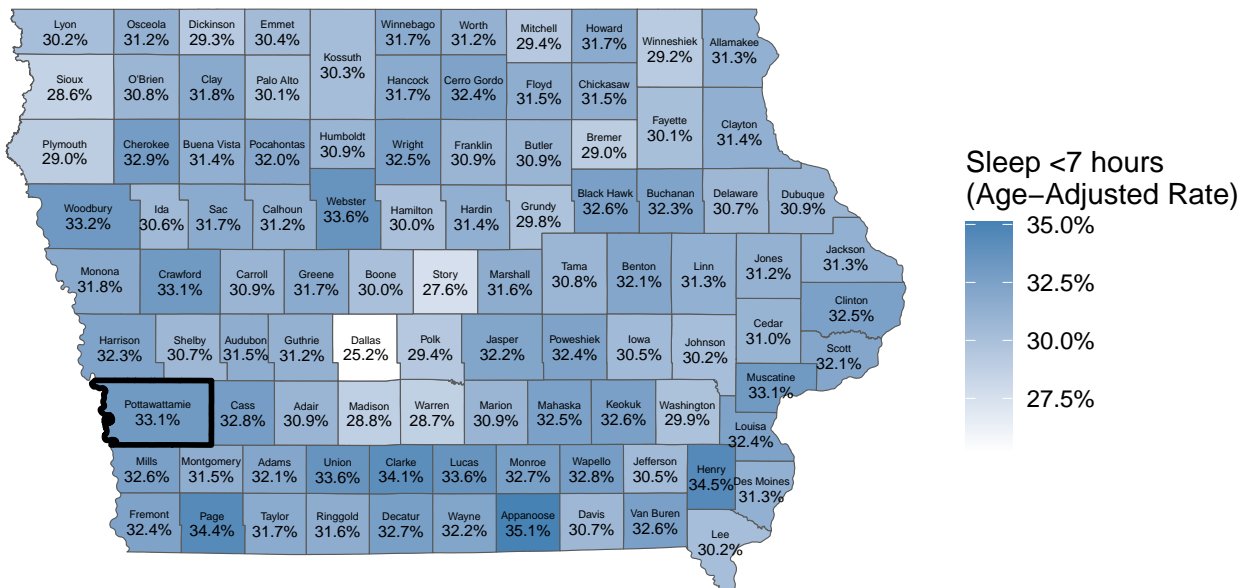 Lyon
30.2%
Osceola
31.2%
Dickinson
29.3%
Emmet
30.4%
Winnebago
31.7%
Worth
31.2%
Mitchell
29.4%
Howard
31.7%
Winneshiek
29.2%
Allamakee
31.3%
Kossuth
30.3%
Sioux
28.6%
O'Brien
30.8%
Clay
31.8%
Palo Alto
30.1%
Hancock
31.7%
Cerro Gordo
32.4%
Floyd
31.5%
Chickasaw
31.5%
Fayette
30.1%
Clayton
31.4%
Plymouth
29.0%
Cherokee
32.9%
Buena Vista
31.4%
Pocahontas
32.0%
Humboldt
30.9%
Wright
32.5%
Franklin
30.9%
Butler
30.9%
Bremer
29.0%
Woodbury
33.2%
Ida
30.6%
Sac
31.7%
Calhoun
31.2%
Webster
33.6%
Hamilton
30.0%
Hardin
31.4%
Grundy
29.8%
Black Hawk
32.6%
Buchanan
32.3%
Delaware
30.7%
Dubuque
30.9%
Monona
31.8%
Crawford
33.1%
Carroll
30.9%
Greene
31.7%
Boone
30.0%
Story
27.6%
Marshall
31.6%
Tama
30.8%
Benton
32.1%
Linn
31.3%
Jones
31.2%
Jackson
31.3%
Clinton
32.5%
Harrison
32.3%
Shelby
30.7%
Audubon
31.5%
Guthrie
31.2%
Dallas
25.2%
Polk
29.4%
Jasper
32.2%
Poweshiek
32.4%
Iowa
30.5%
Johnson
30.2%
Cedar
31.0%
Scott
32.1%
Muscatine
33.1%
Pottawattamie
33.1%
Cass
32.8%
Adair
30.9%
Madison
28.8%
Warren
28.7%
Marion
30.9%
Mahaska
32.5%
Keokuk
32.6%
Washington
29.9%
Louisa
32.4%
Mills
32.6%
Montgomery
31.5%
Adams
32.1%
Union
33.6%
Clarke
34.1%
Lucas
33.6%
Monroe
32.7%
Wapello
32.8%
Jefferson
30.5%
Henry
34.5%
Des Moines
31.3%
Fremont
32.4%
Page
34.4%
Taylor
31.7%
Ringgold
31.6%
Decatur
32.7%
Wayne
32.2%
Appanoose
35.1%
Davis
30.7%
Van Buren
32.6%
Lee
30.2%
Sleep <7 hours
(Age−Adjusted Rate)
35.0%
32.5%
30.0%
27.5%